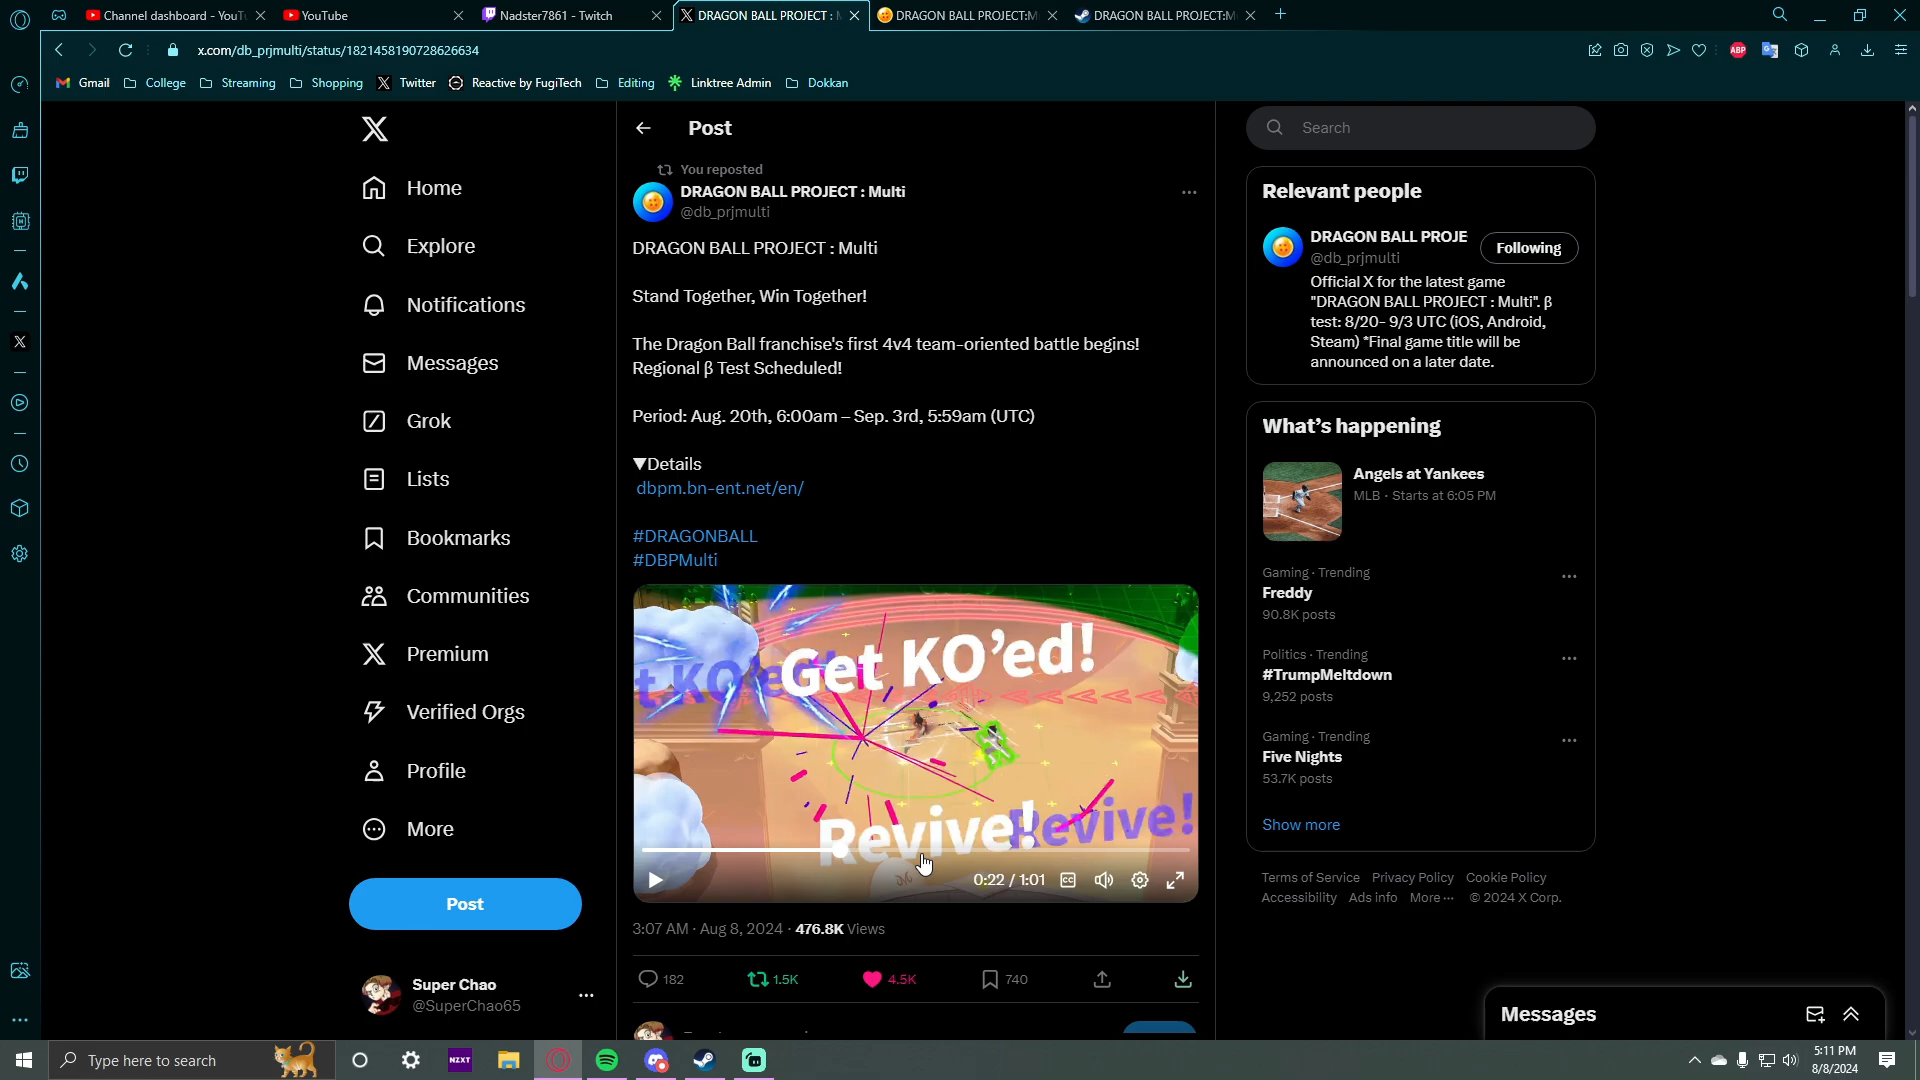 Channel dashboard - YouT
YouTube
Nadster7861 - Twitch
DRAGON BALL PROJECT : M
DRAGON BALL PROJECT:M
DRAGON BALL PROJECT:M
x.com/db_prjmulti/status/1821458190728626634
ABP
Gmail
College
Streaming
Shopping
Twitter
Reactive by FugiTech
Editing
Linktree Admin
Dokkan
Home
Explore
Notifications
Messages
Grok
Lists
Bookmarks
Communities
Premium
Verified Orgs
Profile
More
Post
Super Chao
@SuperChao65
Post
You reposted
DRAGON BALL PROJECT : Multi
@db_prjmulti
DRAGON BALL PROJECT : Multi
Stand Together, Win Together!
The Dragon Ball franchise's first 4v4 team-oriented battle begins!
Regional β Test Scheduled!
Period: Aug. 20th, 6:00am – Sep. 3rd, 5:59am (UTC)
▼Details
dbpm.bn-ent.net/en/
#DRAGONBALL
#DBPMulti
Get KO'ed!
Revive!
Revive!
0:22 / 1:01
CC
3:07 AM · Aug 8, 2024 · 476.8K Views
182
1.5K
4.5K
740
Search
Relevant people
DRAGON BALL PROJE
@db_prjmulti
Following
Official X for the latest game
"DRAGON BALL PROJECT : Multi". β
test: 8/20- 9/3 UTC (iOS, Android,
Steam) *Final game title will be
announced on a later date.
What's happening
Angels at Yankees
MLB · Starts at 6:05 PM
Gaming · Trending
Freddy
90.8K posts
Politics · Trending
#TrumpMeltdown
9,252 posts
Gaming · Trending
Five Nights
53.7K posts
Show more
Terms of Service Privacy Policy Cookie Policy
Accessibility Ads info More ··· © 2024 X Corp.
Messages
Type here to search
NZXT
5:11 PM
8/8/2024